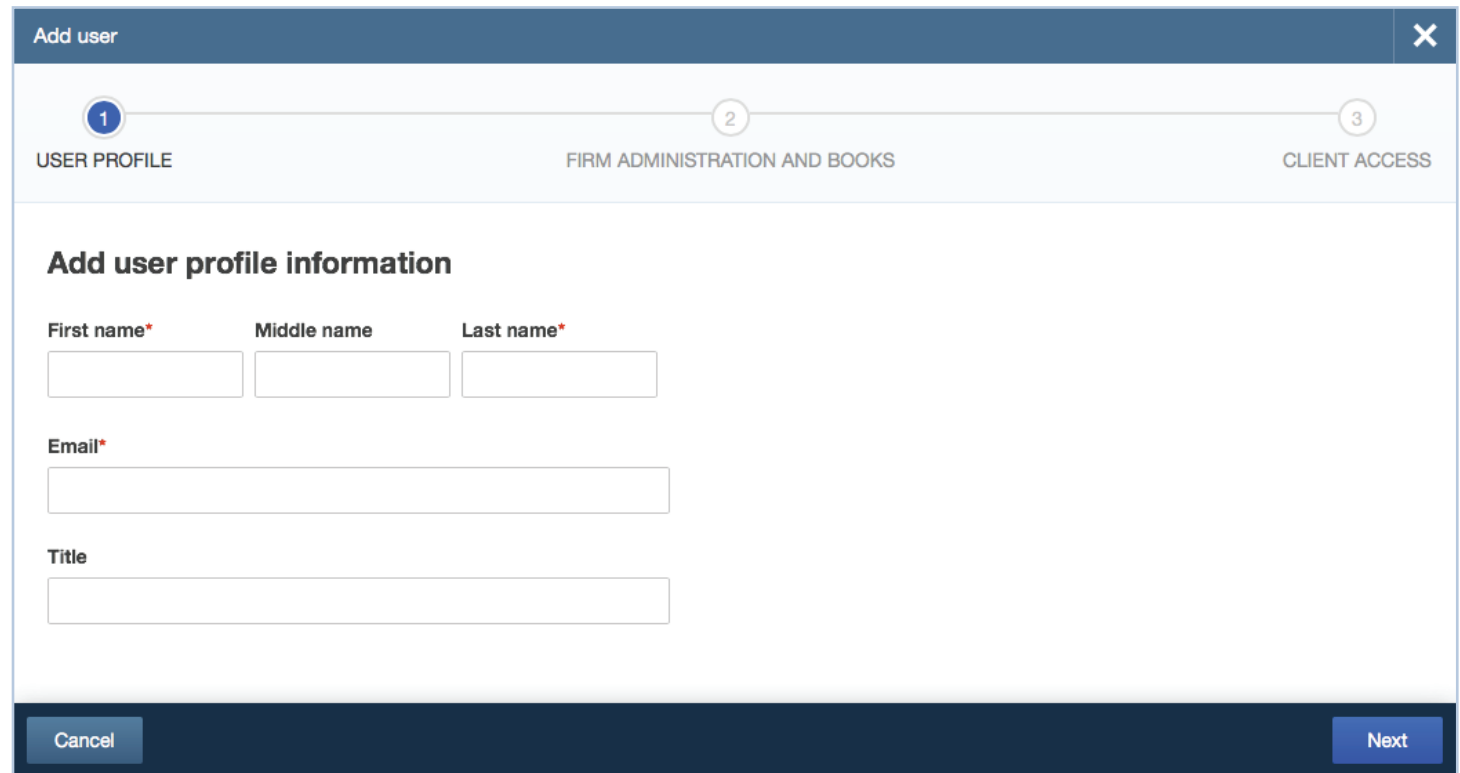 Add user
1 2 3
USER PROFILE FIRM ADMINISTRATION AND BOOKS CLIENT ACCESS
Add user profile information
First name* Middle name Last name*
Email*
Title
Cancel Next